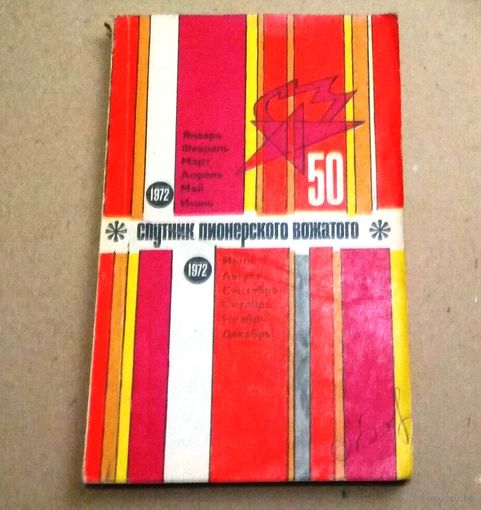 Январь
Февраль
Март
Апрель
Май
Июнь
1972
50
* спутник пионерского вожатого *
1972
Июль
Август
Сентябрь
Октябрь
Ноябрь
Декабрь